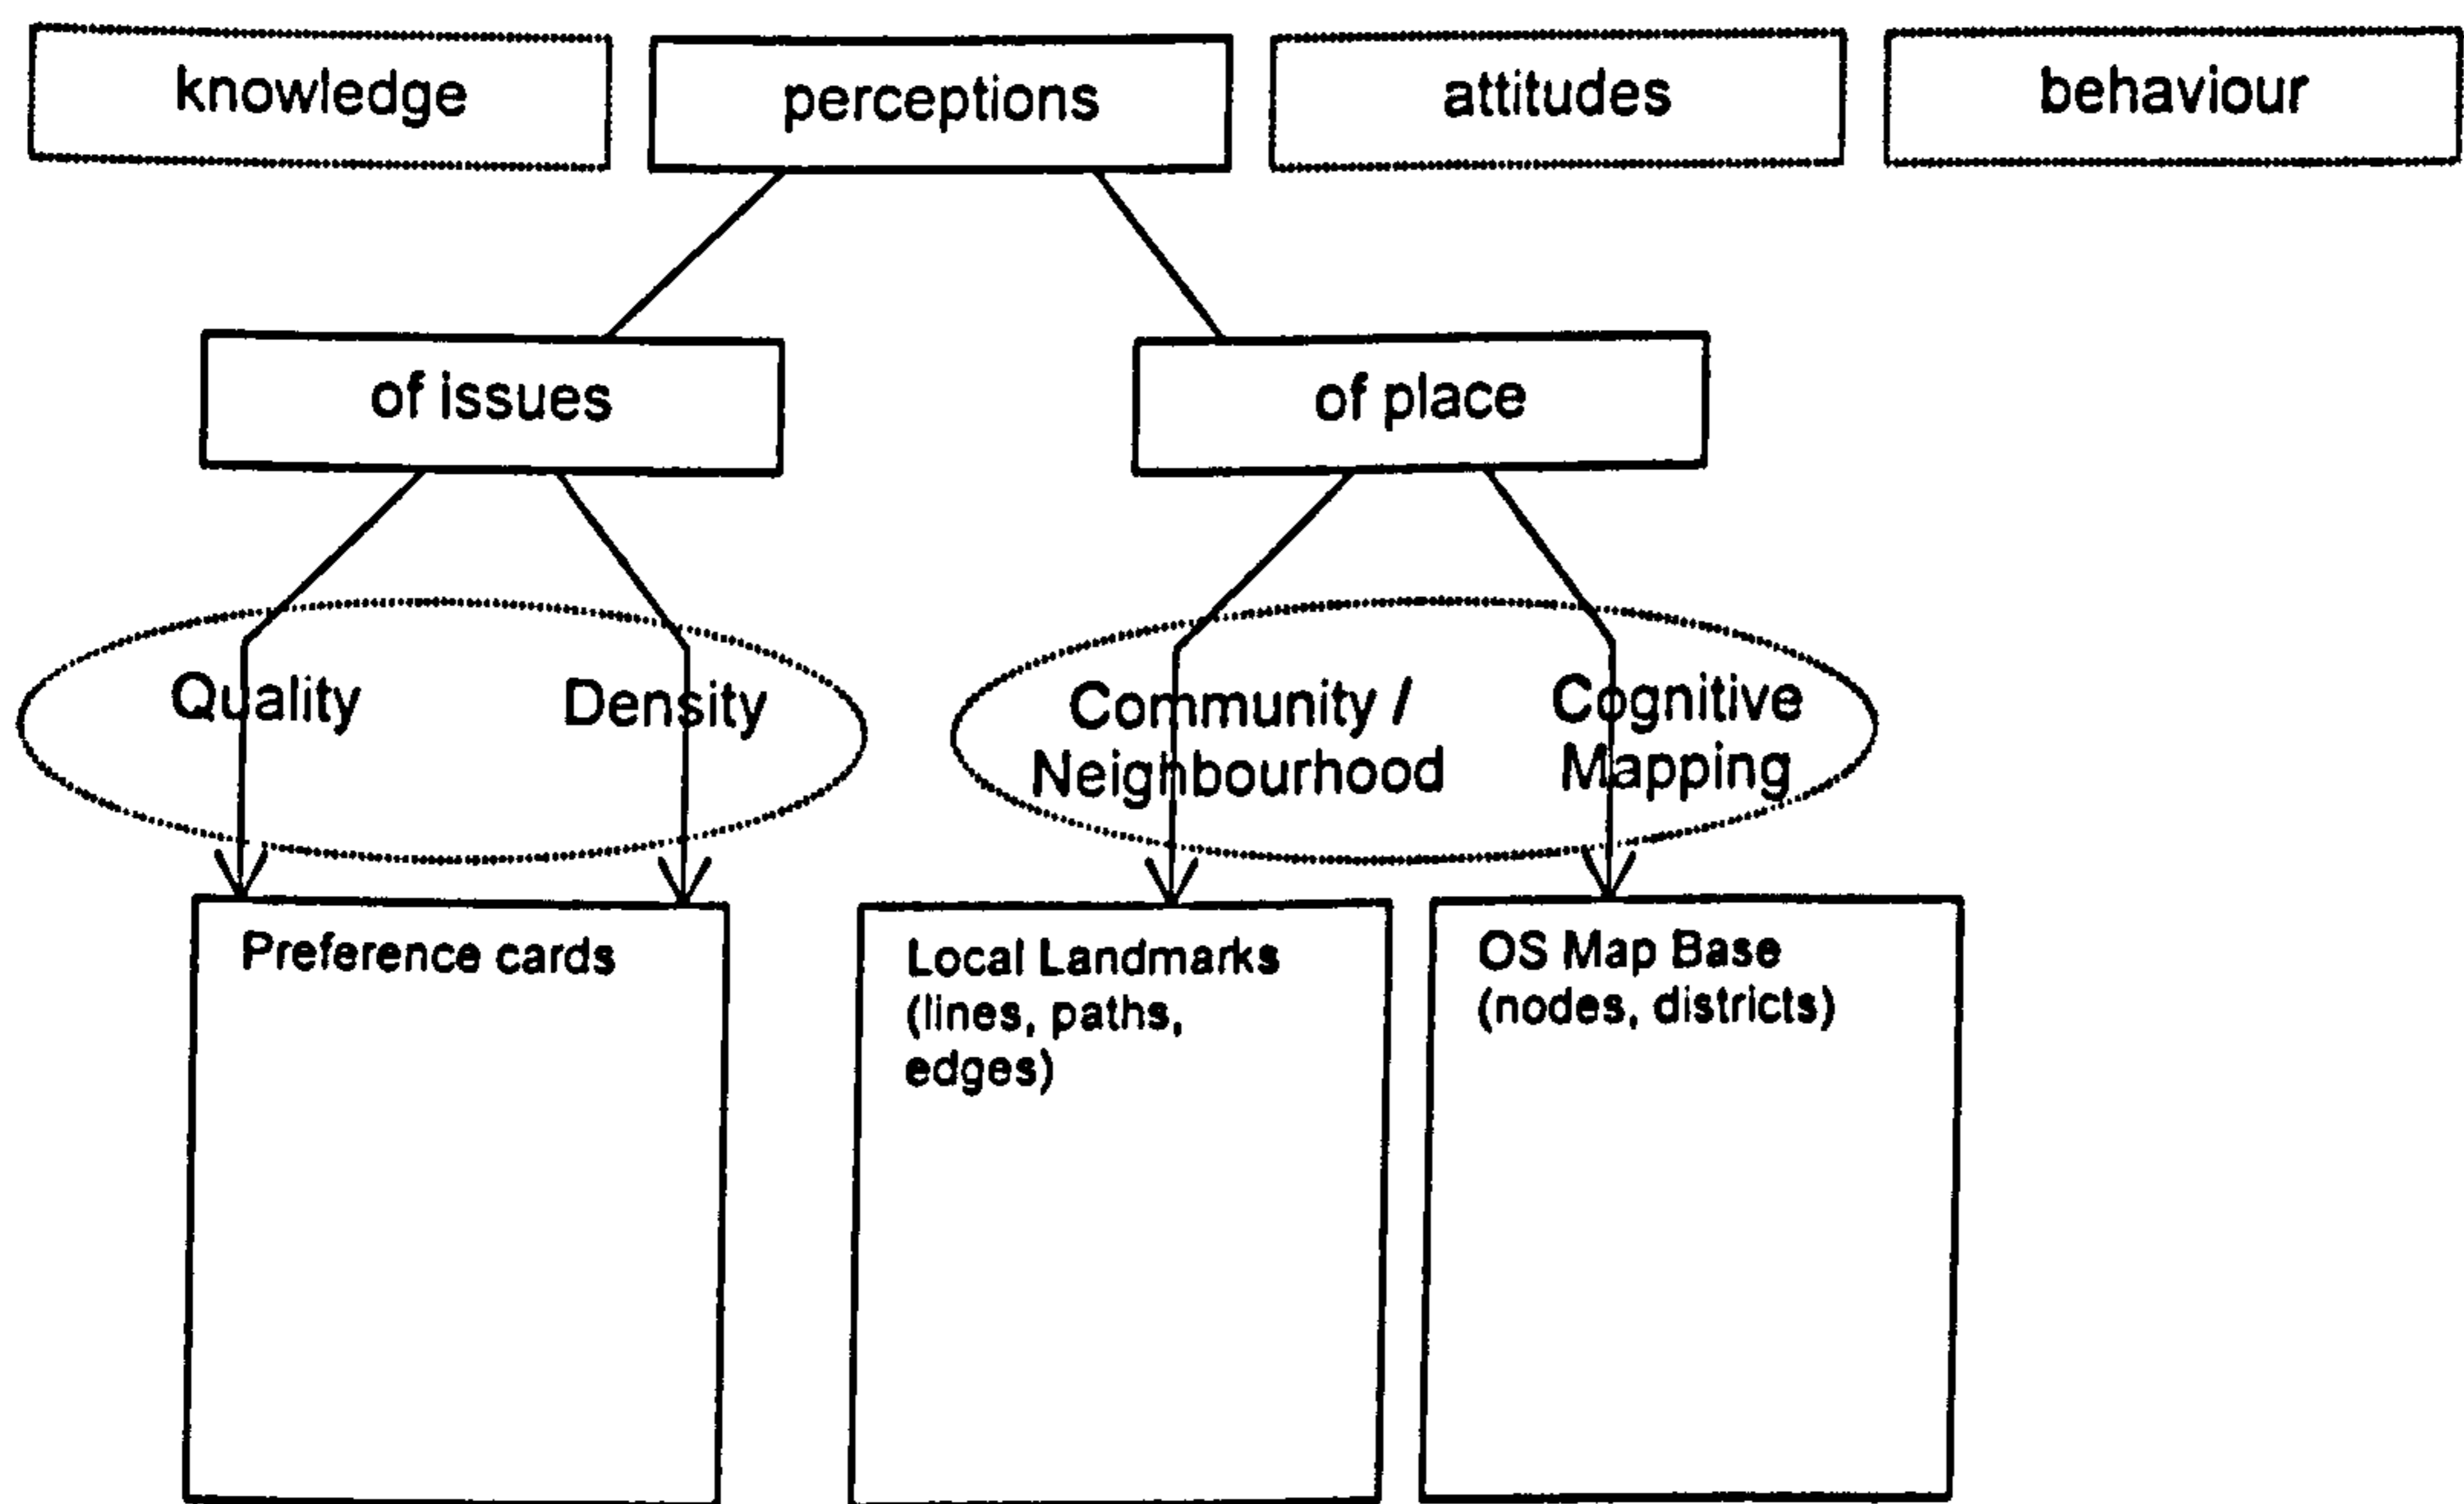 knowledge
perceptions
attitudes
behaviour
of issues
of place
Quality
Density
Community /
Neighbourhood
Cognitive
Mapping
Preference cards
Local Landmarks
(lines, paths,
edges)
OS Map Base
(nodes, districts)